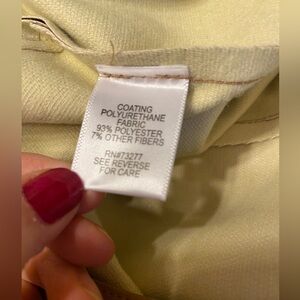 COATING
POLYURETHANE
FABRIC
93% POLYESTER
7% OTHER FIBERS
RN#73277
SEE REVERSE
FOR CARE